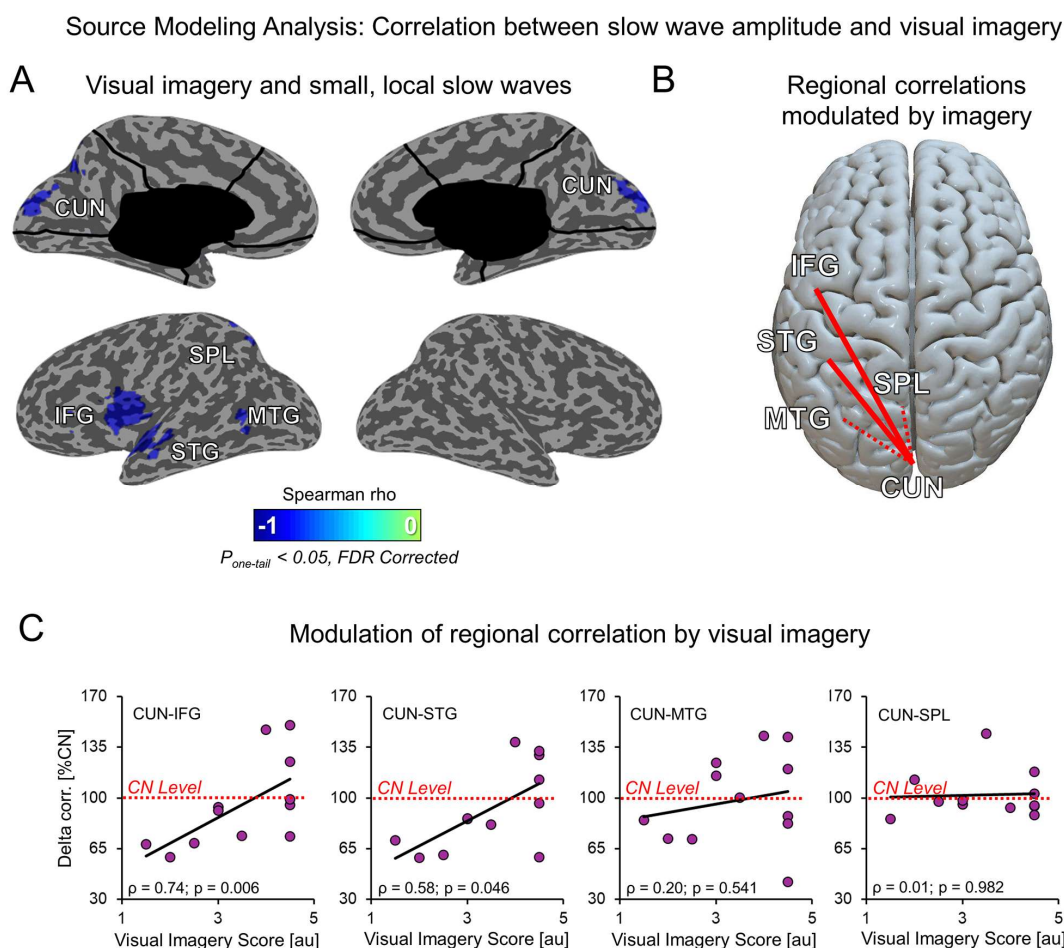 Source Modeling Analysis: Correlation between slow wave amplitude and visual imagery
A
Visual imagery and small, local slow waves
CUN
CUN
SPL
IFG
MTG
STG
Spearman rho
-1
0
P_one-tail < 0.05, FDR Corrected
B
Regional correlations
modulated by imagery
IFG
STG
SPL
MTG
CUN
C
Modulation of regional correlation by visual imagery
Delta corr. [%CN]
170
135
100
65
30
CUN-IFG
CN Level
ρ = 0.74; p = 0.006
1
3
5
Visual Imagery Score [au]
170
135
100
65
30
CUN-STG
CN Level
ρ = 0.58; p = 0.046
1
3
5
Visual Imagery Score [au]
170
135
100
65
30
CUN-MTG
CN Level
ρ = 0.20; p = 0.541
1
3
5
Visual Imagery Score [au]
170
135
100
65
30
CUN-SPL
CN Level
ρ = 0.01; p = 0.982
1
3
5
Visual Imagery Score [au]